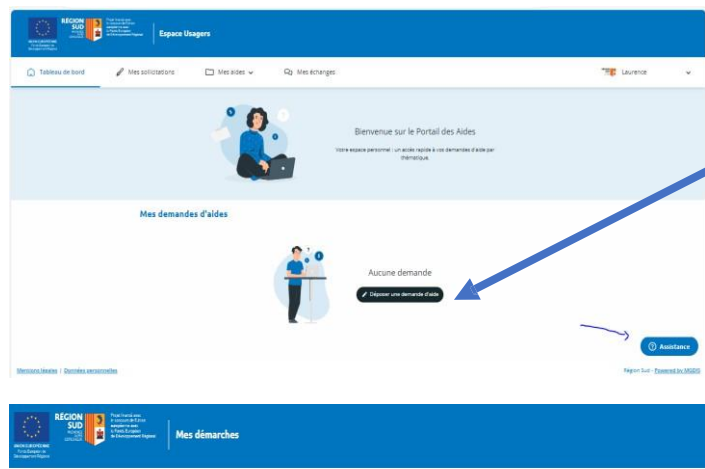 RÉGION
SUD
Espace Usagers
Tableau de bord
Mes sollicitations
Mes aides
Mes échanges
Laurence
Bienvenue sur le Portail des Aides
Votre espace personnel : un accès rapide à vos demandes d'aide par
thématique.
Mes demandes d'aides
Aucune demande
Déposer une demande d'aide
Assistance
Mentions légales | Données personnelles
Région Sud - Powered by MGDIS
RÉGION
SUD
Mes démarches